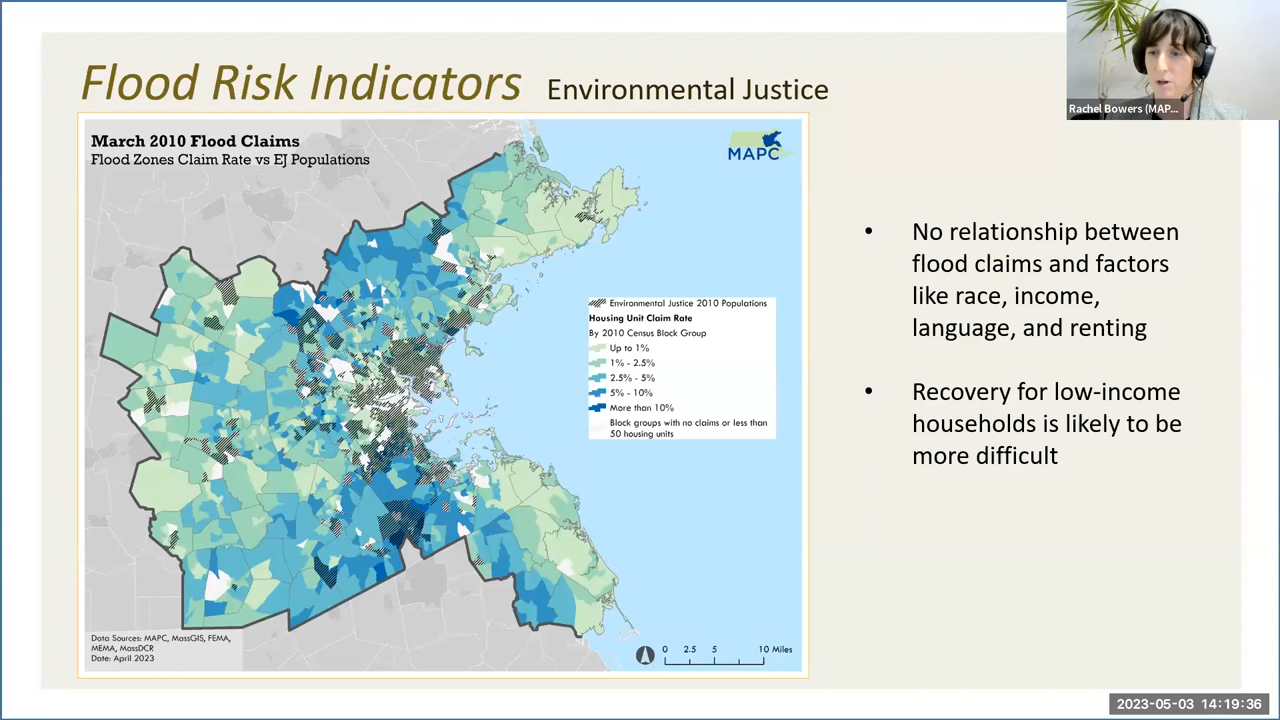 Flood Risk Indicators Environmental Justice
Rachel Bowers (MAP...
March 2010 Flood Claims
Flood Zones Claim Rate vs EJ Populations
MAPC
Environmental Justice 2010 Populations
Housing Unit Claim Rate
By 2010 Census Block Group
Up to 1%
1% - 2.5%
2.5% - 5%
5% - 10%
More than 10%
Block groups with no claims or less than
50 housing units
Data Sources: MAPC, MassGIS, FEMA,
MEMA, MassDCR
Date: April 2023
0 2.5 5 10 Miles
• No relationship between
flood claims and factors
like race, income,
language, and renting
• Recovery for low-income
households is likely to be
more difficult
2023-05-03 14:19:36